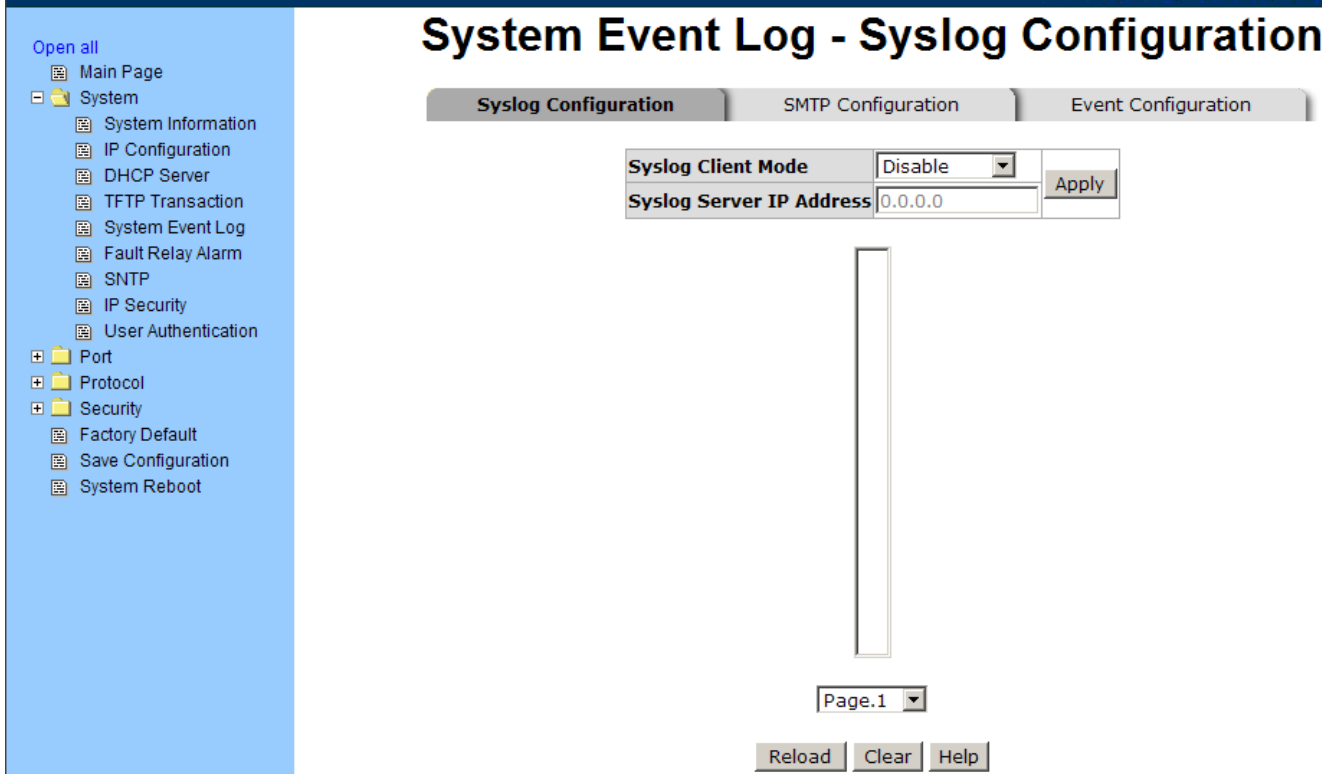 System Event Log - Syslog Configuration
Open all
Main Page
System
System Information
IP Configuration
DHCP Server
TFTP Transaction
System Event Log
Fault Relay Alarm
SNTP
IP Security
User Authentication
Port
Protocol
Security
Factory Default
Save Configuration
System Reboot
Syslog Configuration SMTP Configuration Event Configuration
Syslog Client Mode Disable
Syslog Server IP Address 0.0.0.0
Apply
Page.1
Reload Clear Help